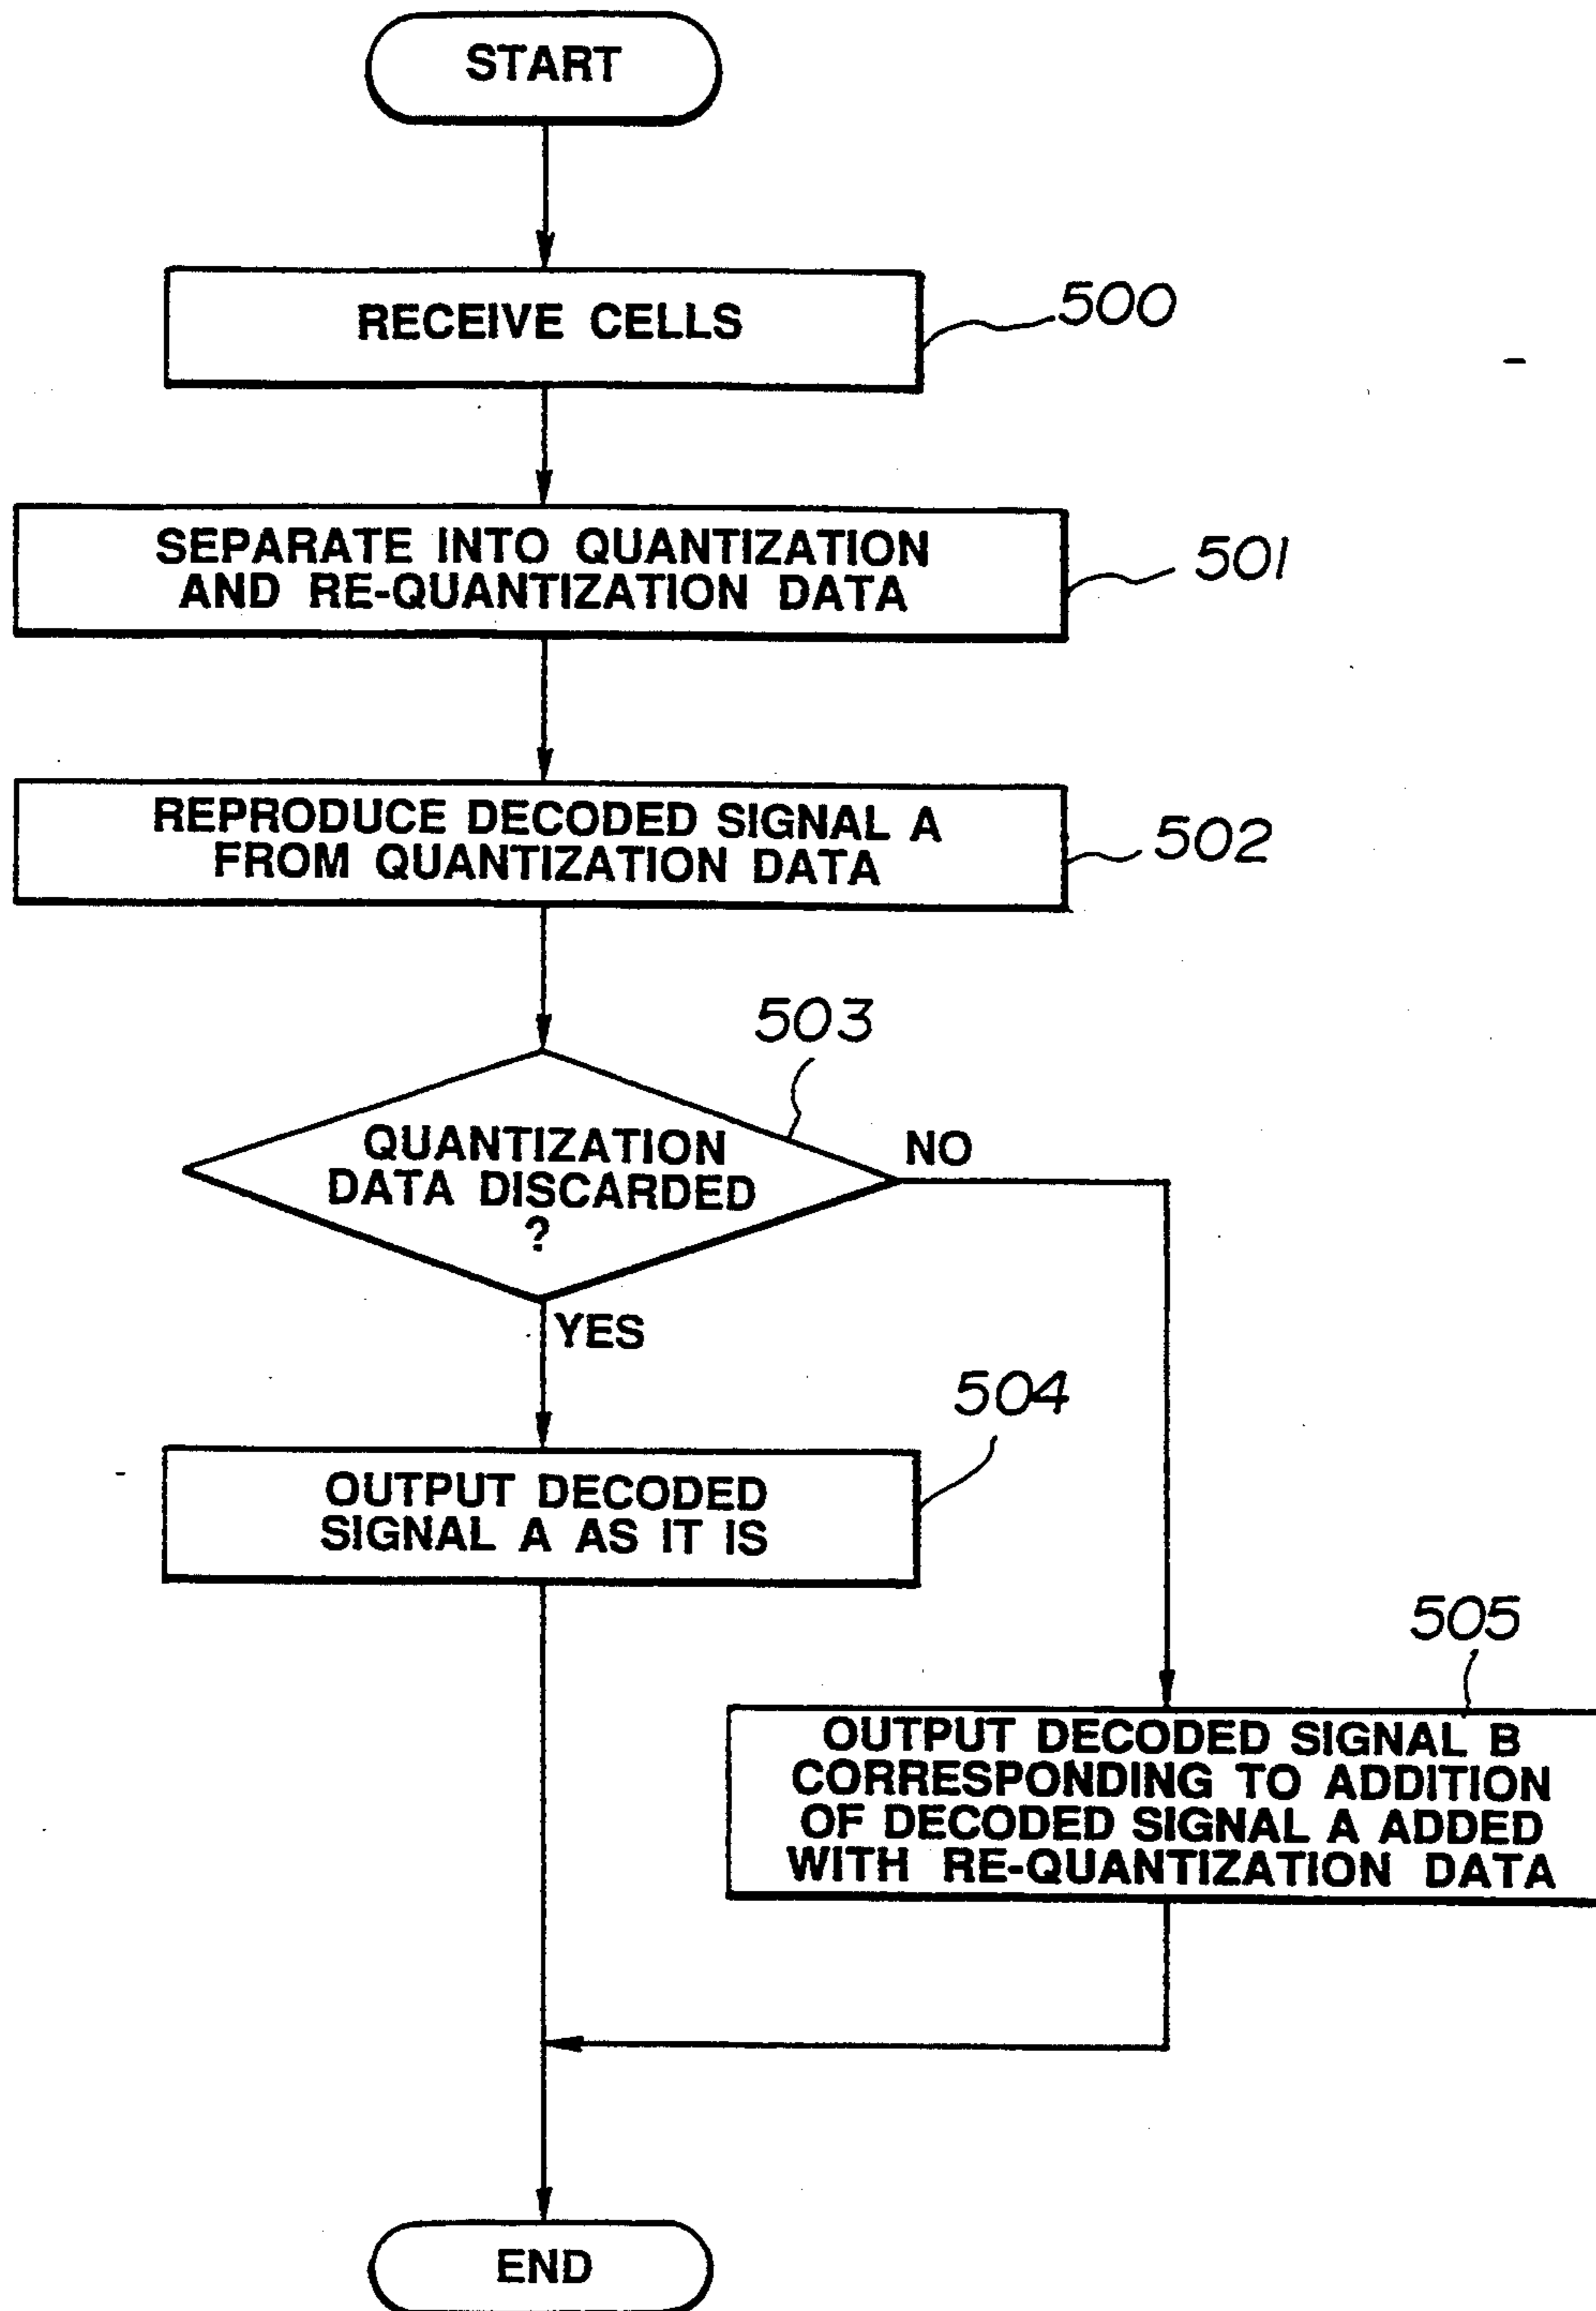 START
RECEIVE CELLS
500
SEPARATE INTO QUANTIZATION
AND RE-QUANTIZATION DATA
501
REPRODUCE DECODED SIGNAL A
FROM QUANTIZATION DATA
502
503
QUANTIZATION
DATA DISCARDED
?
NO
YES
504
OUTPUT DECODED
SIGNAL A AS IT IS
505
OUTPUT DECODED SIGNAL B
CORRESPONDING TO ADDITION
OF DECODED SIGNAL A ADDED
WITH RE-QUANTIZATION DATA
END